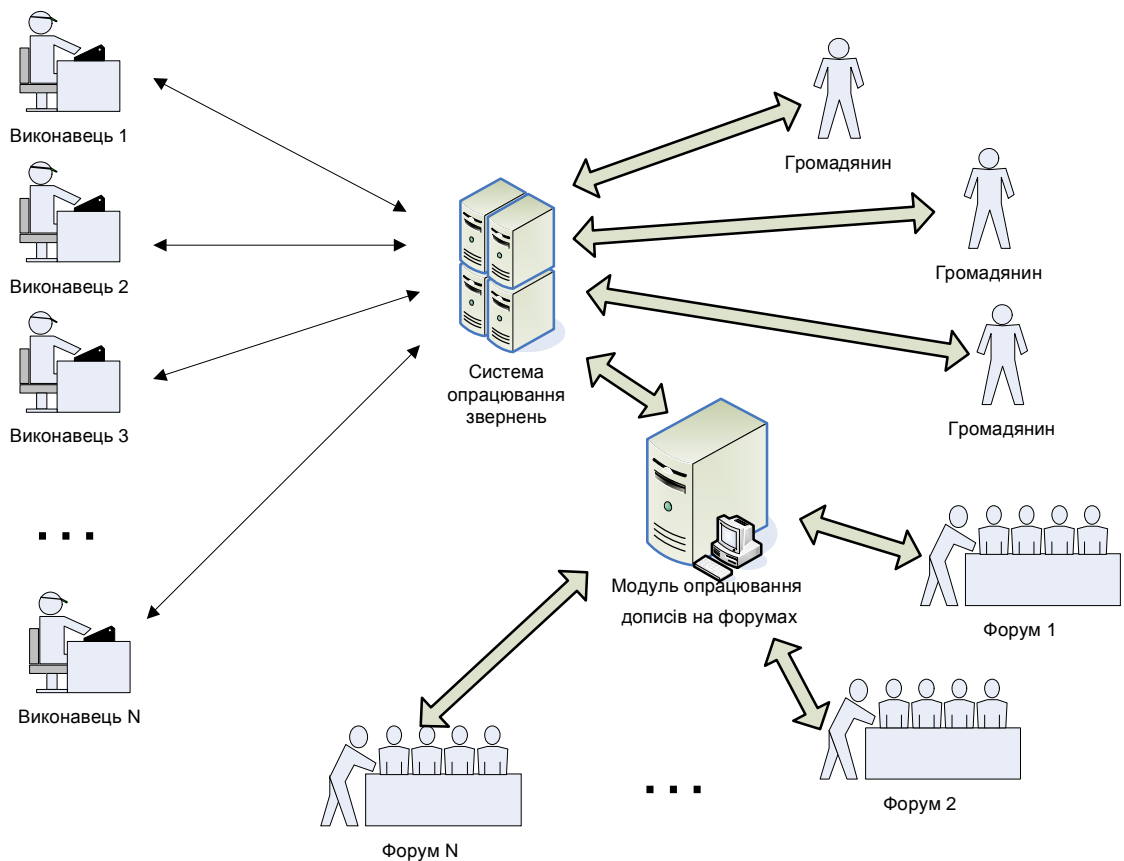 Виконавець 1
Громадянин
Виконавець 2
Громадянин
Виконавець 3
Система
опрацювання
звернень
Громадянин
. . .
Модуль опрацювання
дописів на форумах
Форум 1
Виконавець N
. . .
Форум 2
Форум N